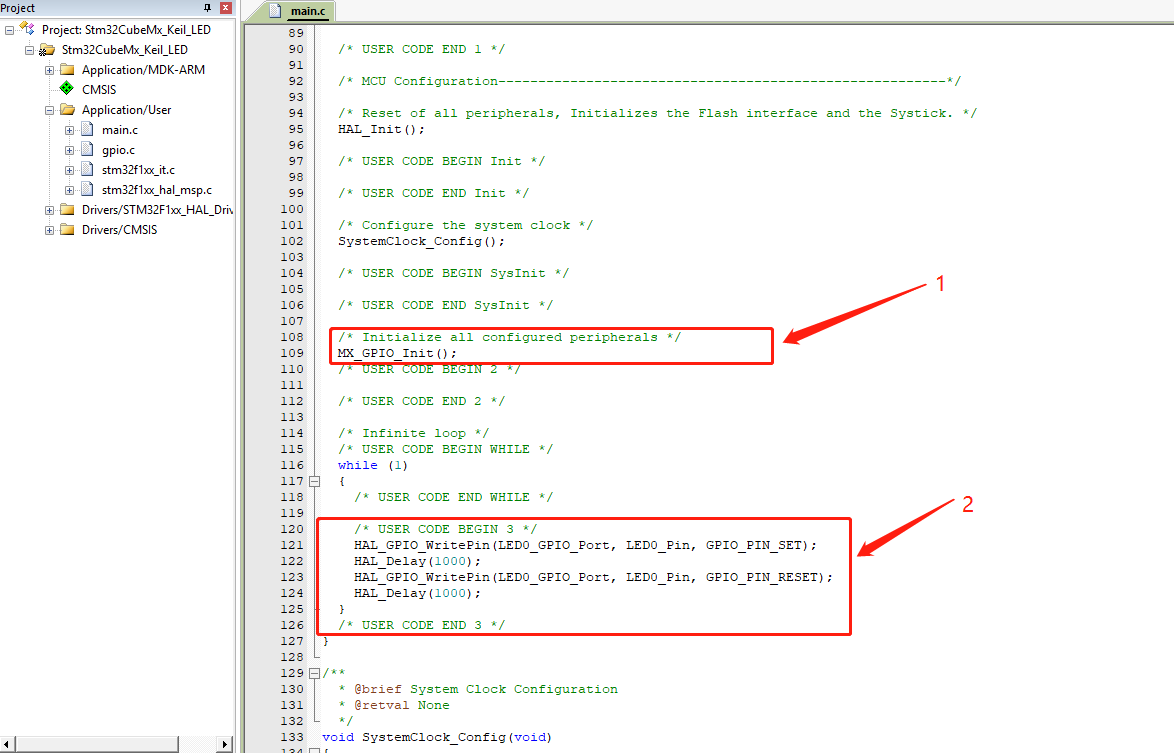 Project
Project: Stm32CubeMx_Keil_LED
Stm32CubeMx_Keil_LED
Application/MDK-ARM
CMSIS
Application/User
main.c
gpio.c
stm32f1xx_it.c
stm32f1xx_hal_msp.c
Drivers/STM32F1xx_HAL_Driv
Drivers/CMSIS
main.c
89
90 /* USER CODE END 1 */
91
92 /* MCU Configuration--------------------------------------------------------*/
93
94 /* Reset of all peripherals, Initializes the Flash interface and the Systick. */
95 HAL_Init();
96
97 /* USER CODE BEGIN Init */
98
99 /* USER CODE END Init */
100
101 /* Configure the system clock */
102 SystemClock_Config();
103
104 /* USER CODE BEGIN SysInit */
105
106 /* USER CODE END SysInit */
107
108 /* Initialize all configured peripherals */
109 MX_GPIO_Init();
110 /* USER CODE BEGIN 2 */
111
112 /* USER CODE END 2 */
113
114 /* Infinite loop */
115 /* USER CODE BEGIN WHILE */
116 while (1)
117 {
118 /* USER CODE END WHILE */
119
120 /* USER CODE BEGIN 3 */
121 HAL_GPIO_WritePin(LED0_GPIO_Port, LED0_Pin, GPIO_PIN_SET);
122 HAL_Delay(1000);
123 HAL_GPIO_WritePin(LED0_GPIO_Port, LED0_Pin, GPIO_PIN_RESET);
124 HAL_Delay(1000);
125 }
126 /* USER CODE END 3 */
127 }
128
129 /**
130 * @brief System Clock Configuration
131 * @retval None
132 */
133 void SystemClock_Config(void)
134 {
1
2